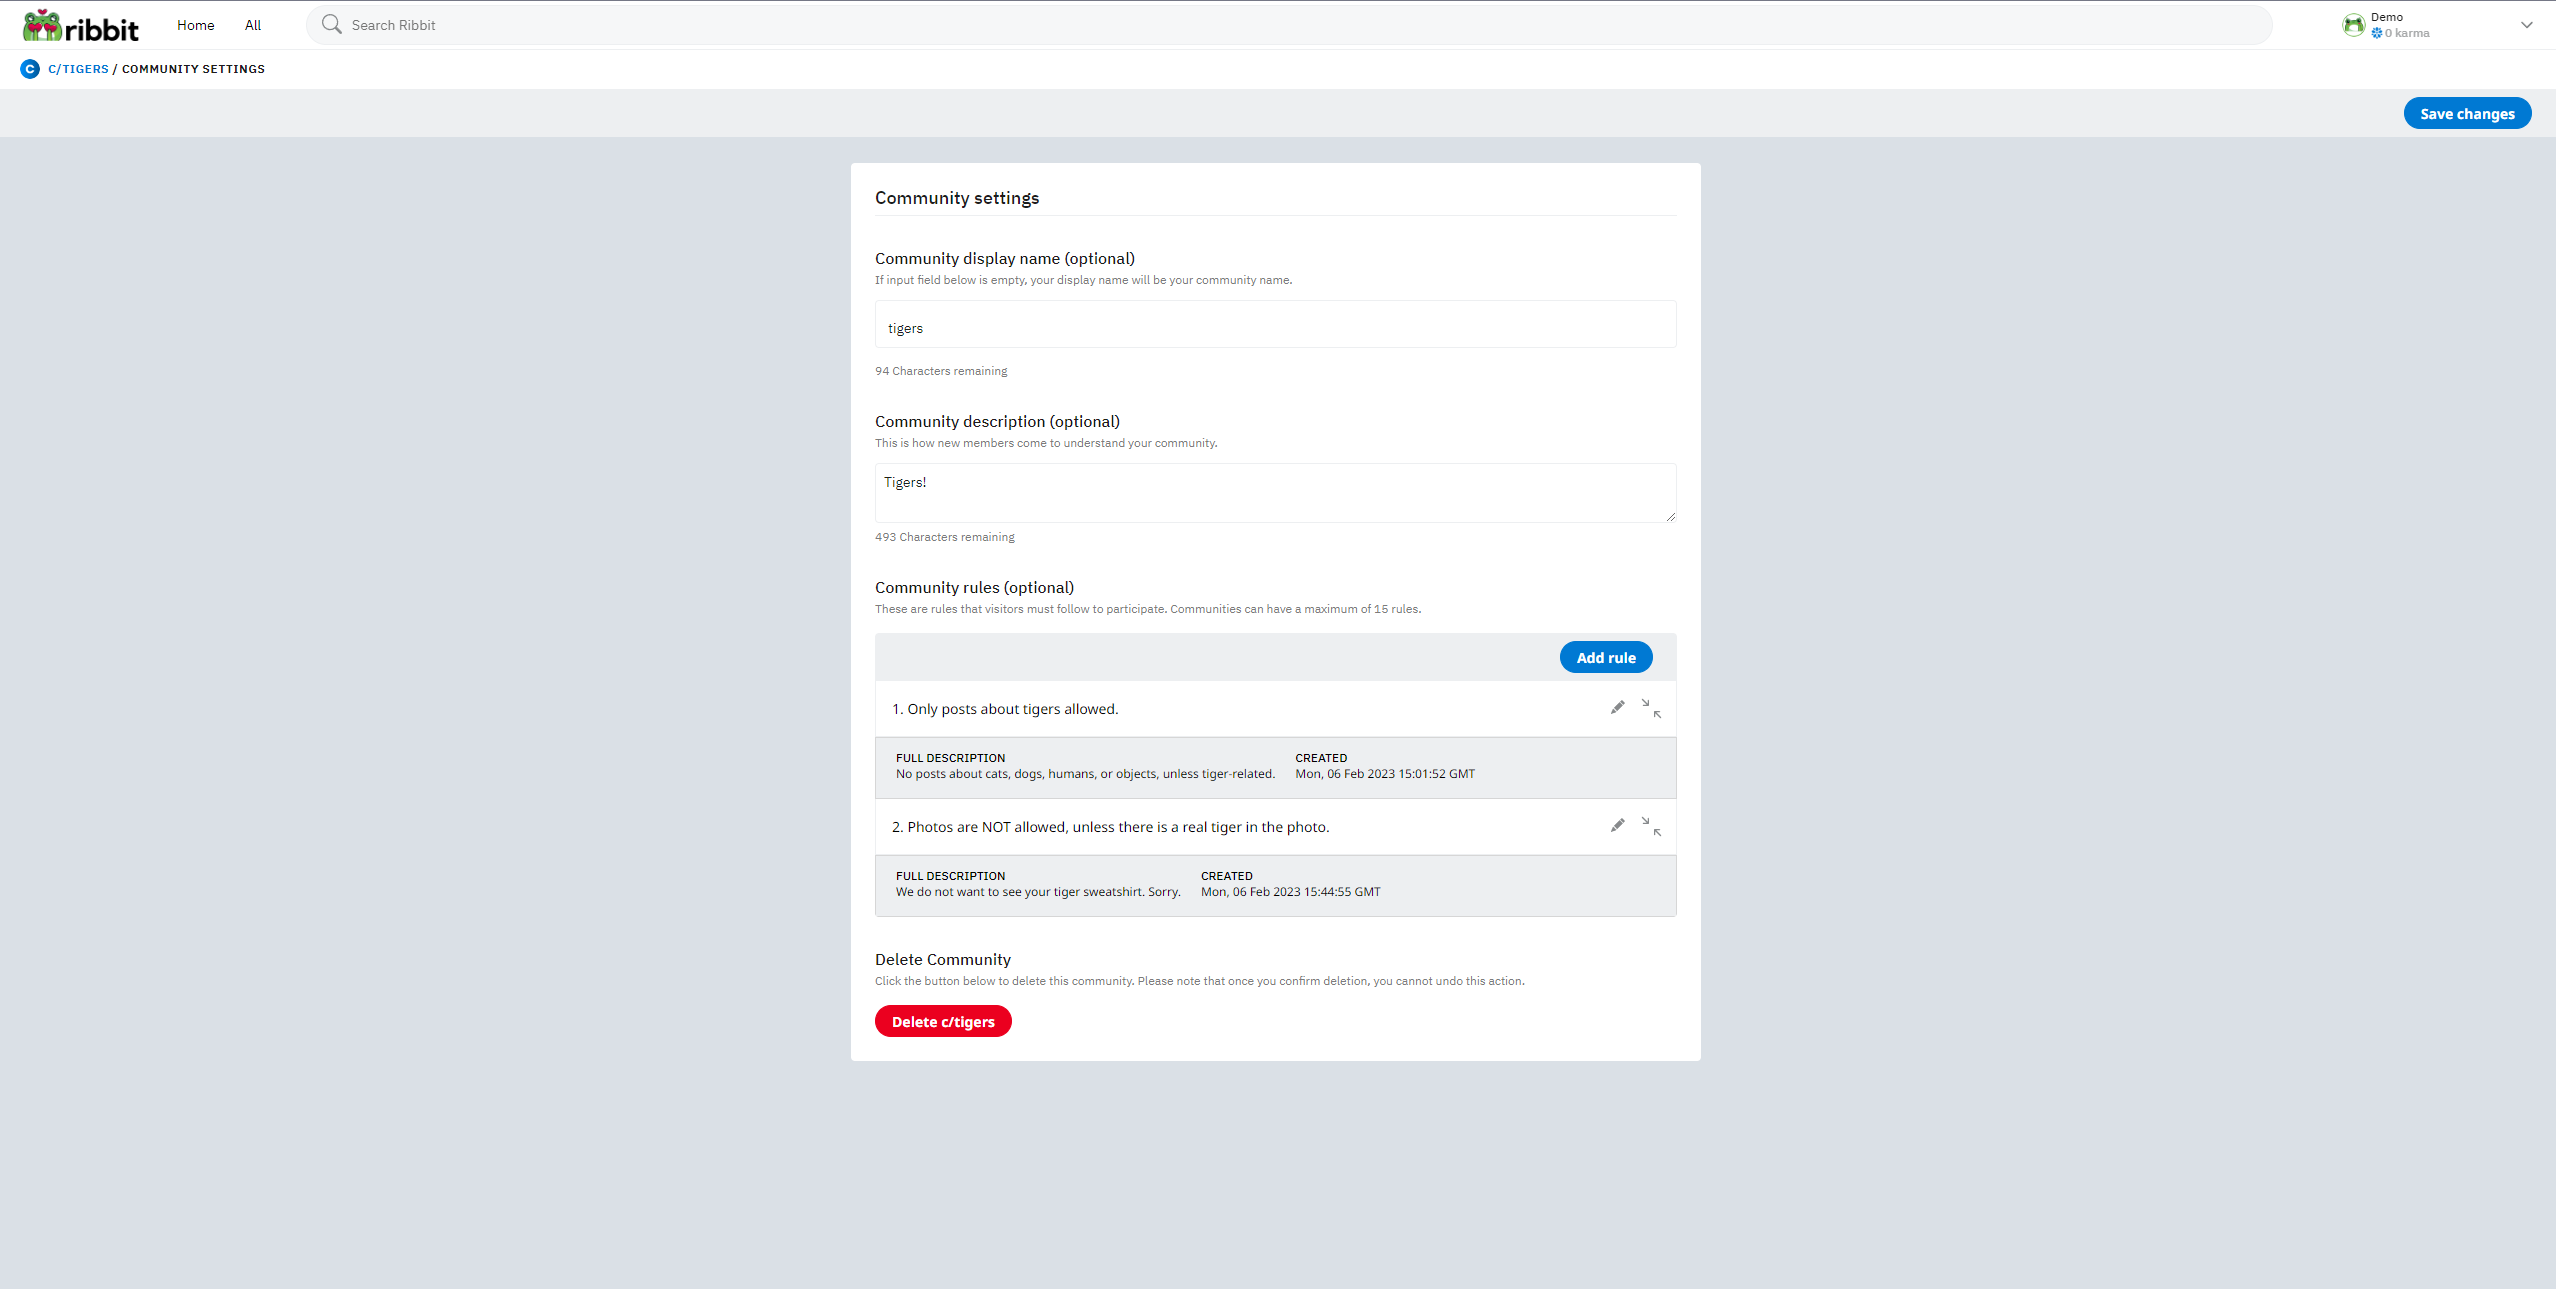 ribbit
Home
All
Search Ribbit
Demo
0 karma
C
C/TIGERS / COMMUNITY SETTINGS
Save changes
Community settings
Community display name (optional)
If input field below is empty, your display name will be your community name.
tigers
94 Characters remaining
Community description (optional)
This is how new members come to understand your community.
Tigers!
493 Characters remaining
Community rules (optional)
These are rules that visitors must follow to participate. Communities can have a maximum of 15 rules.
Add rule
1. Only posts about tigers allowed.
FULL DESCRIPTION
No posts about cats, dogs, humans, or objects, unless tiger-related.
CREATED
Mon, 06 Feb 2023 15:01:52 GMT
2. Photos are NOT allowed, unless there is a real tiger in the photo.
FULL DESCRIPTION
We do not want to see your tiger sweatshirt. Sorry.
CREATED
Mon, 06 Feb 2023 15:44:55 GMT
Delete Community
Click the button below to delete this community. Please note that once you confirm deletion, you cannot undo this action.
Delete c/tigers